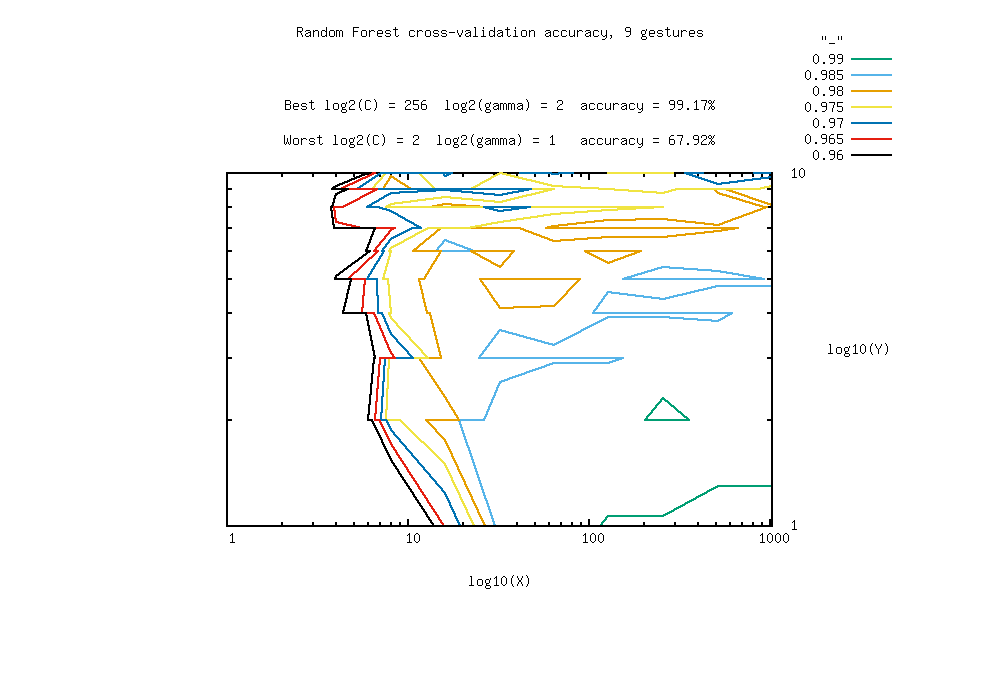 Random Forest cross-validation accuracy, 9 gestures
"_"
0.99
0.985
0.98
0.975
0.97
0.965
0.96
Best log2(C) = 256  log2(gamma) = 2  accuracy = 99.17%
Worst log2(C) = 2  log2(gamma) = 1   accuracy = 67.92%
10
log10(Y)
1
1 10 100 1000
log10(X)